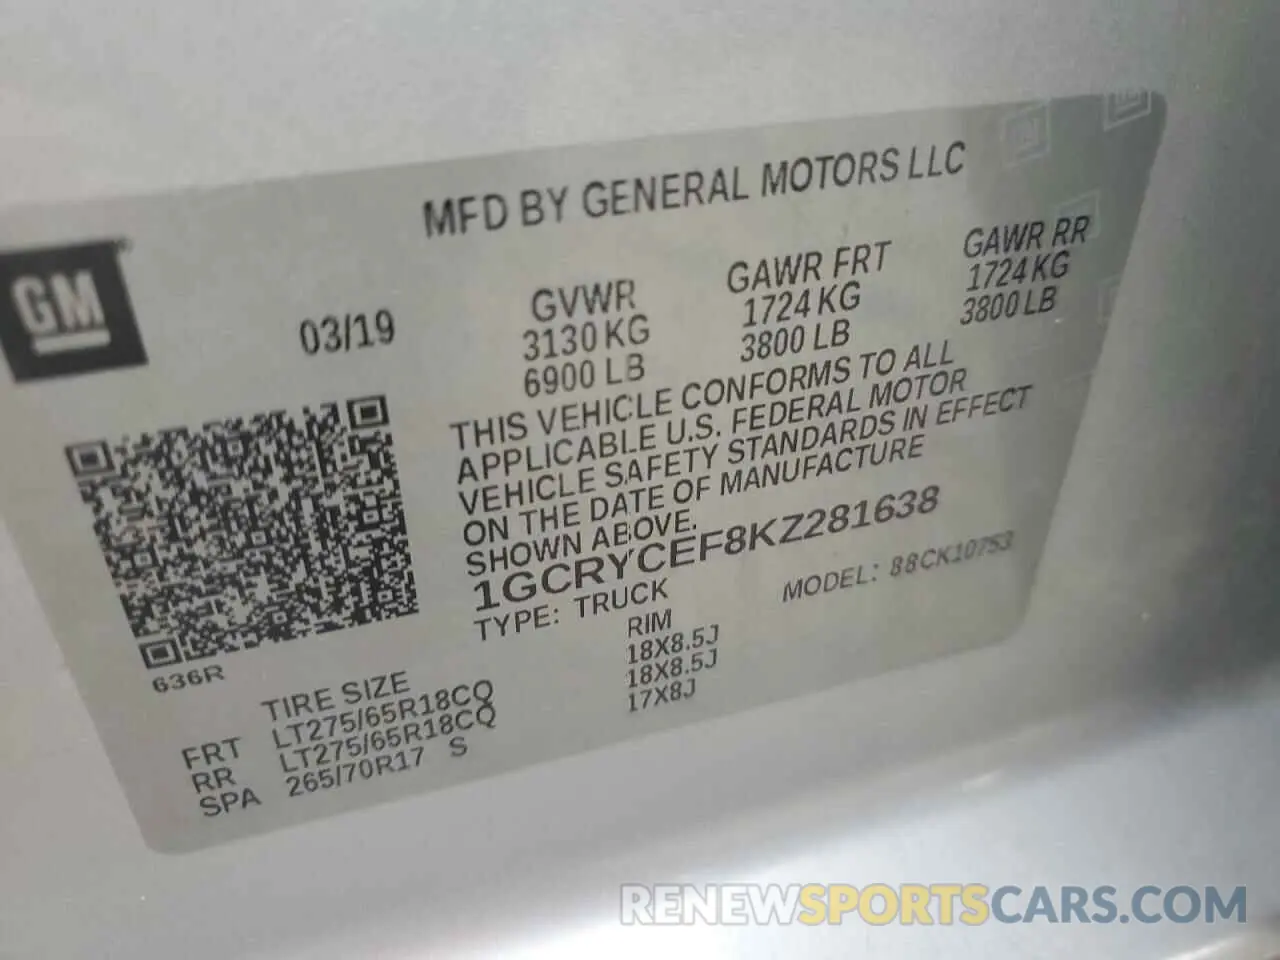 MFD BY GENERAL MOTORS LLC
GM
03/19
GVWR
3130 KG
6900 LB
GAWR FRT
1724 KG
3800 LB
GAWR RR
1724 KG
3800 LB
THIS VEHICLE CONFORMS TO ALL
APPLICABLE U.S. FEDERAL MOTOR
VEHICLE SAFETY STANDARDS IN EFFECT
ON THE DATE OF MANUFACTURE
SHOWN ABOVE.
1GCRYCEF8KZ281638
TYPE: TRUCK
MODEL: 88CK10753
636R
TIRE SIZE
RIM
FRT LT275/65R18CQ 18X8.5J
RR LT275/65R18CQ 18X8.5J
SPA 265/70R17 S 17X8J
RENEWSPORTSCARS.COM